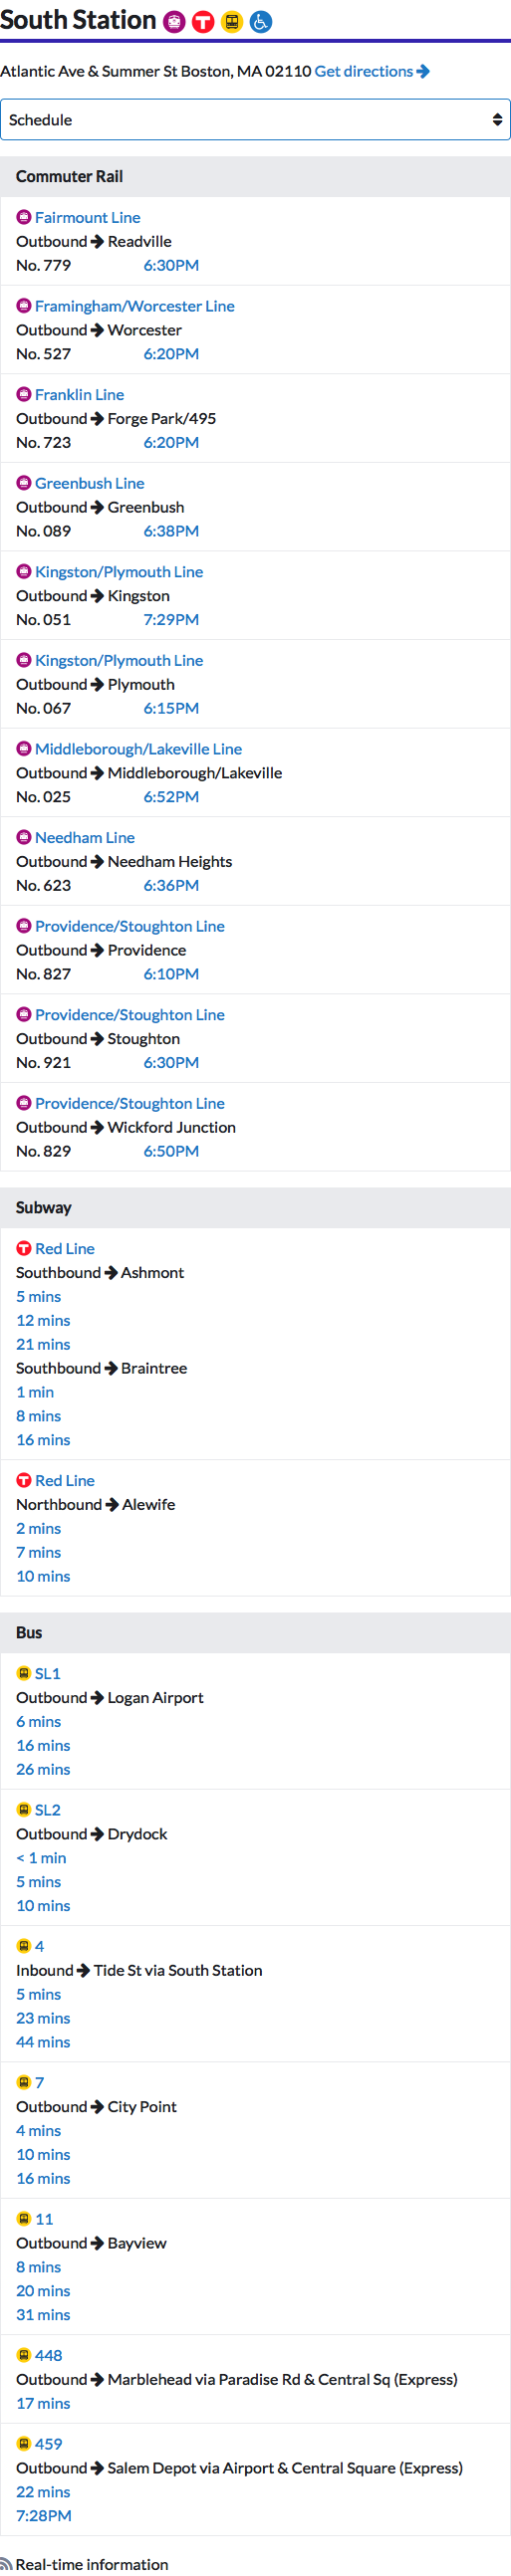 South Station
Atlantic Ave & Summer St Boston, MA 02110 Get directions
Schedule
Commuter Rail
Fairmount Line
Outbound → Readville
No. 779 6:30PM
Framingham/Worcester Line
Outbound → Worcester
No. 527 6:20PM
Franklin Line
Outbound → Forge Park/495
No. 723 6:20PM
Greenbush Line
Outbound → Greenbush
No. 089 6:38PM
Kingston/Plymouth Line
Outbound → Kingston
No. 051 7:29PM
Kingston/Plymouth Line
Outbound → Plymouth
No. 067 6:15PM
Middleborough/Lakeville Line
Outbound → Middleborough/Lakeville
No. 025 6:52PM
Needham Line
Outbound → Needham Heights
No. 623 6:36PM
Providence/Stoughton Line
Outbound → Providence
No. 827 6:10PM
Providence/Stoughton Line
Outbound → Stoughton
No. 921 6:30PM
Providence/Stoughton Line
Outbound → Wickford Junction
No. 829 6:50PM
Subway
Red Line
Southbound → Ashmont
5 mins
12 mins
21 mins
Southbound → Braintree
1 min
8 mins
16 mins
Red Line
Northbound → Alewife
2 mins
7 mins
10 mins
Bus
SL1
Outbound → Logan Airport
6 mins
16 mins
26 mins
SL2
Outbound → Drydock
< 1 min
5 mins
10 mins
4
Inbound → Tide St via South Station
5 mins
23 mins
44 mins
7
Outbound → City Point
4 mins
10 mins
16 mins
11
Outbound → Bayview
8 mins
20 mins
31 mins
448
Outbound → Marblehead via Paradise Rd & Central Sq (Express)
17 mins
459
Outbound → Salem Depot via Airport & Central Square (Express)
22 mins
7:28PM
Real-time information